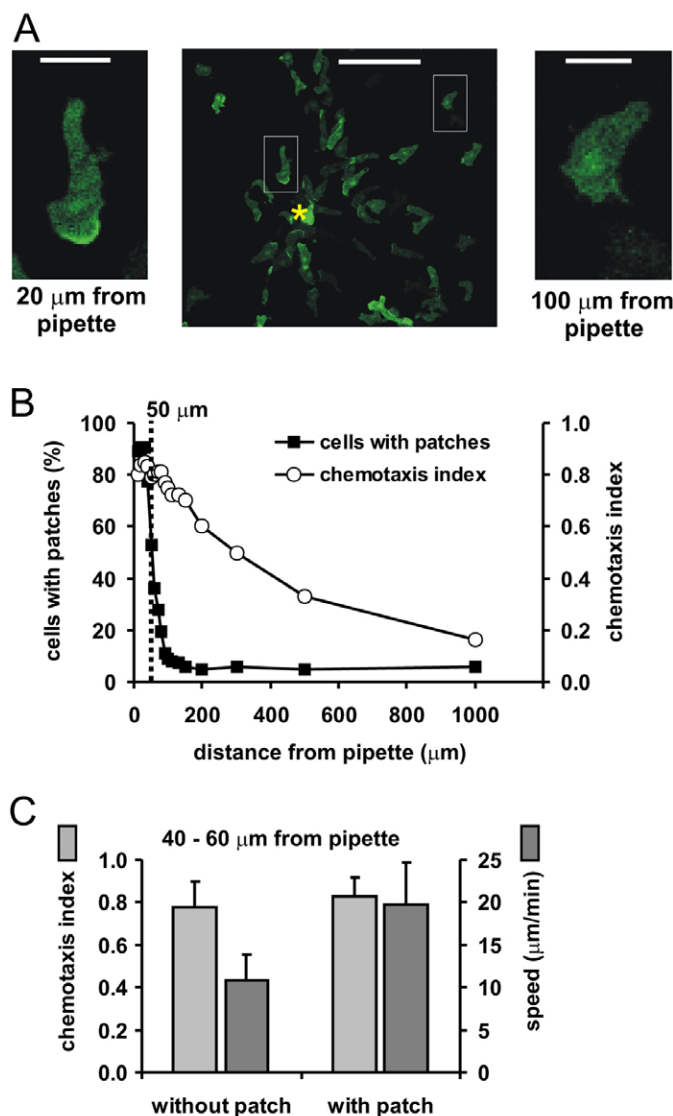 A
20 μm from
pipette
100 μm from
pipette
B
50 μm
cells with patches
chemotaxis index
cells with patches (%)
100
80
60
40
20
0
chemotaxis index
1.0
0.8
0.6
0.4
0.2
0.0
0 200 400 600 800 1000
distance from pipette (μm)
C
40 - 60 μm from pipette
chemotaxis index
1.0
0.8
0.6
0.4
0.2
0.0
speed (μm/min)
25
20
15
10
5
0
without patch with patch